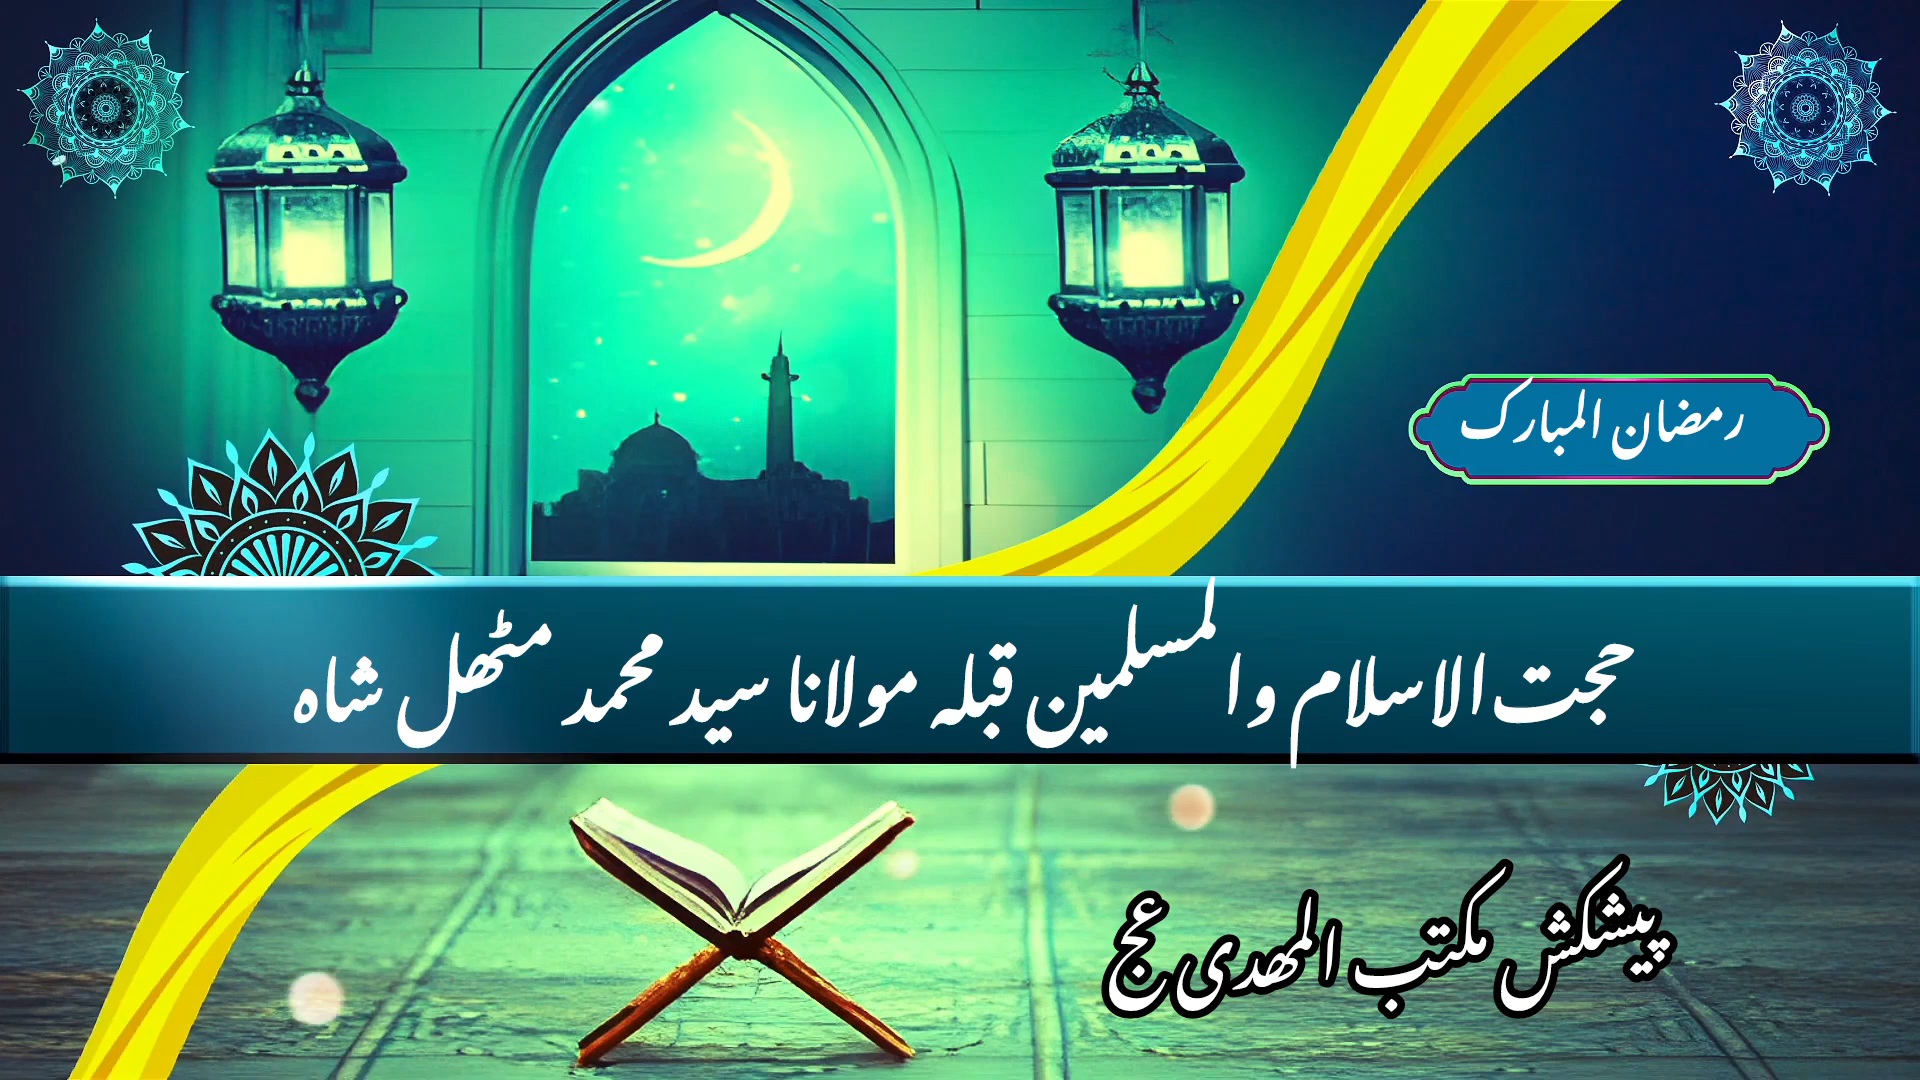 رمضان المبارک
حجت الاسلام والمسلمین قبلہ مولانا سید محمد مٹھل شاہ
پیشکش مکتب المھدی عج